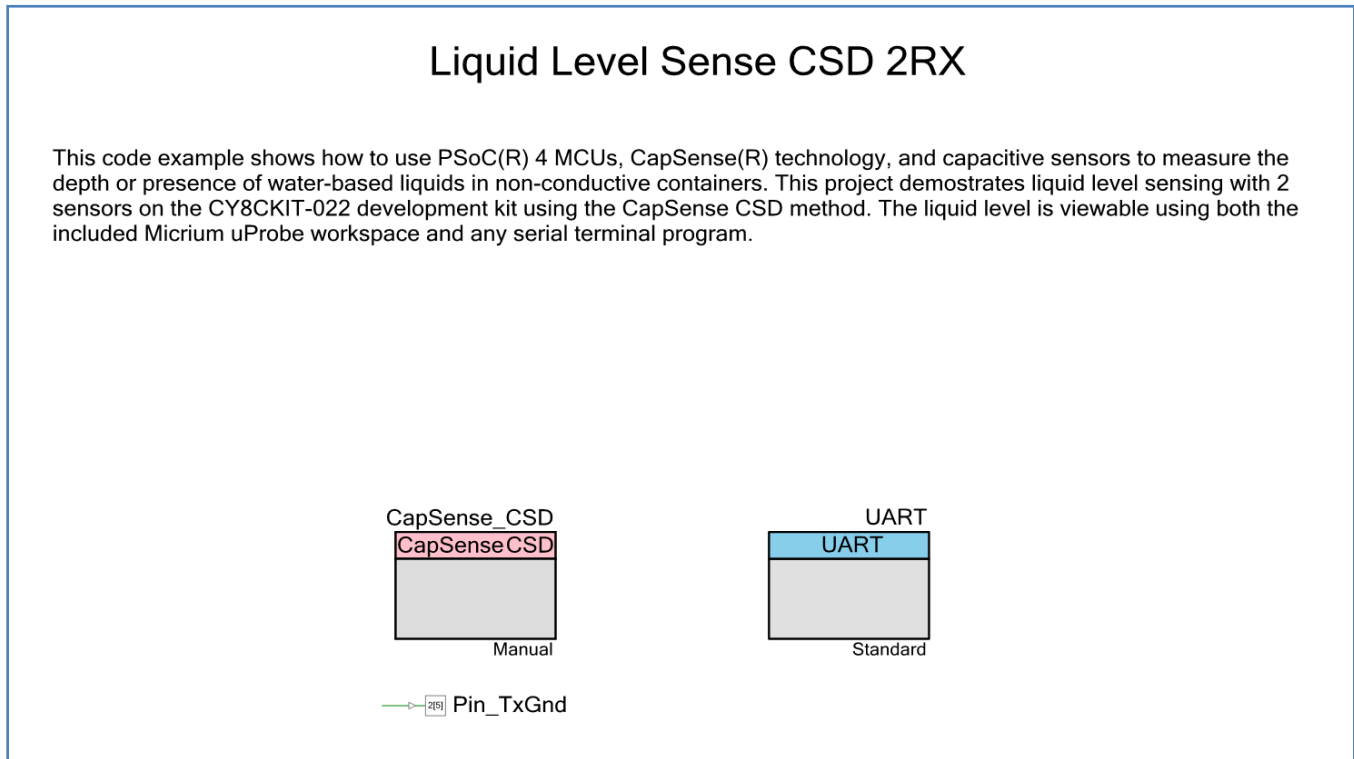 Liquid Level Sense CSD 2RX
This code example shows how to use PSoC(R) 4 MCUs, CapSense(R) technology, and capacitive sensors to measure the
depth or presence of water-based liquids in non-conductive containers. This project demostrates liquid level sensing with 2
sensors on the CY8CKIT-022 development kit using the CapSense CSD method. The liquid level is viewable using both the
included Micrium uProbe workspace and any serial terminal program.
CapSense_CSD
CapSense CSD
Manual
UART
UART
Standard
2[5] Pin_TxGnd